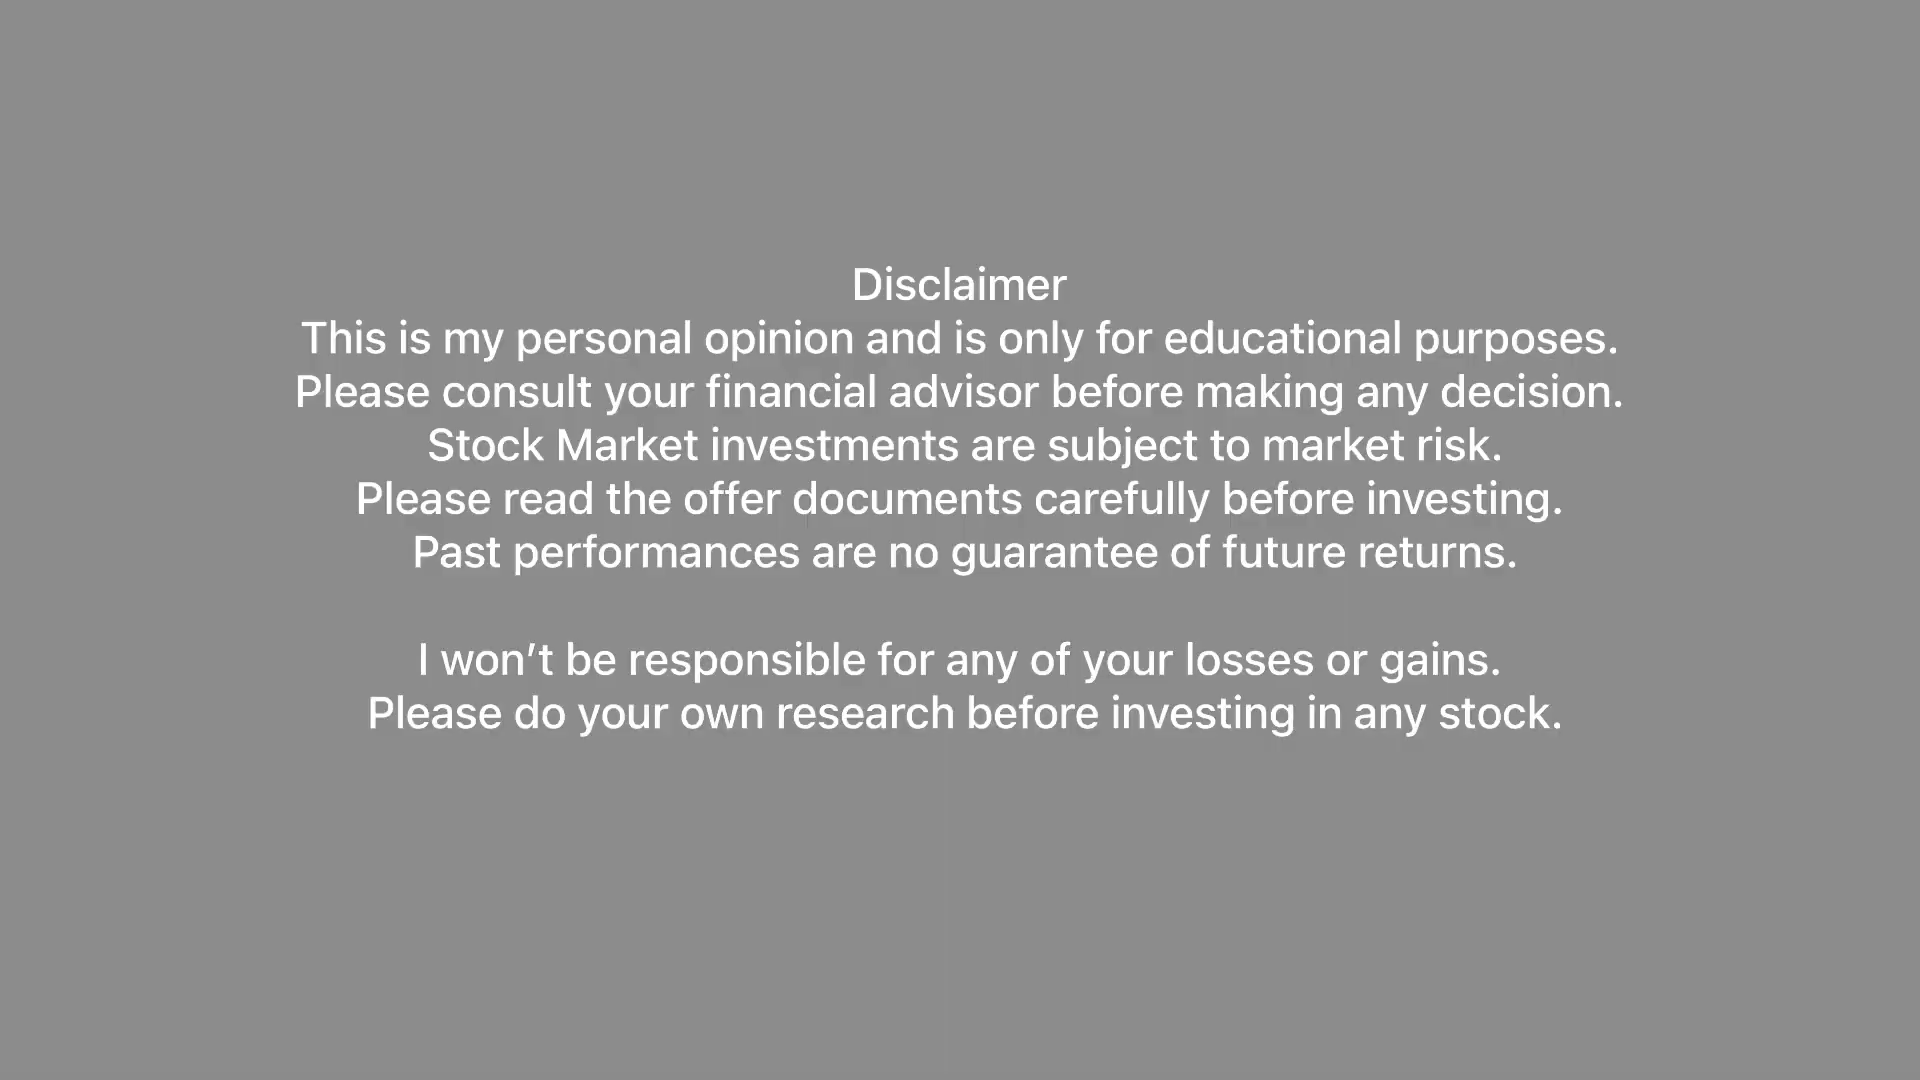 Disclaimer
This is my personal opinion and is only for educational purposes.
Please consult your financial advisor before making any decision.
Stock Market investments are subject to market risk.
Please read the offer documents carefully before investing.
Past performances are no guarantee of future returns.
I won’t be responsible for any of your losses or gains.
Please do your own research before investing in any stock.